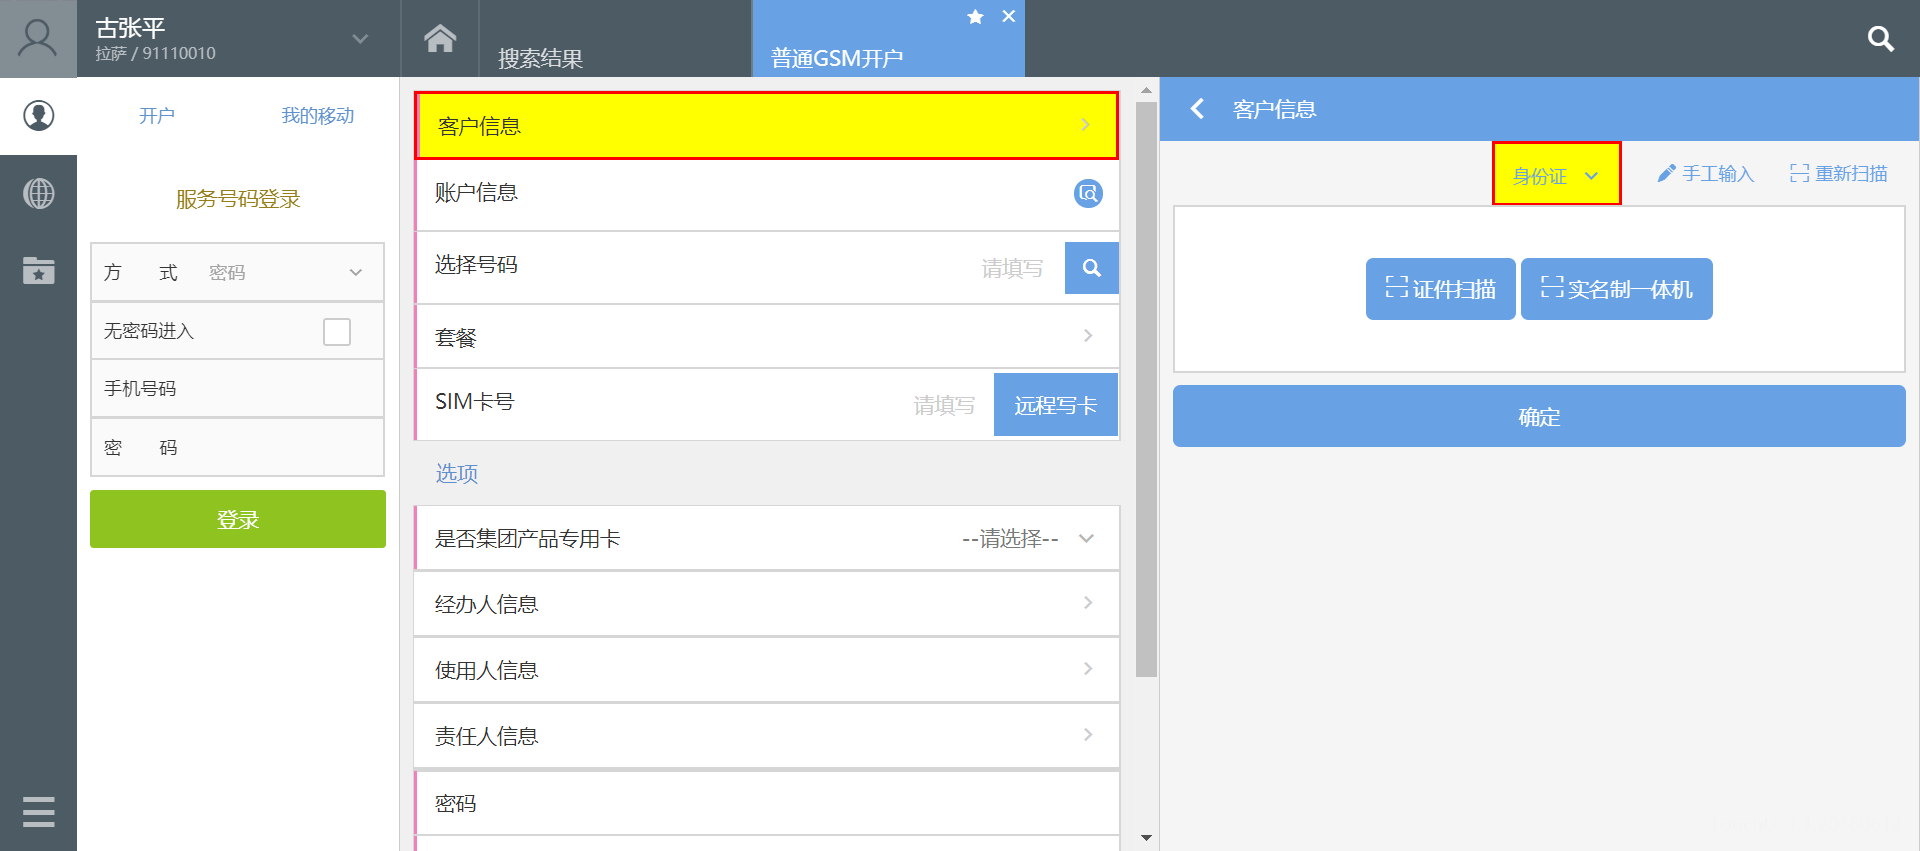 古张平
拉萨 / 91110010
搜索结果
普通GSM开户
开户
我的移动
服务号码登录
方 式 密码
无密码进入
手机号码
密 码
登录
客户信息
账户信息
选择号码 请填写
套餐
SIM卡号 请填写 远程写卡
选项
是否集团产品专用卡 --请选择--
经办人信息
使用人信息
责任人信息
密码
客户信息
身份证 手工输入 重新扫描
证件扫描 实名制一体机
确定